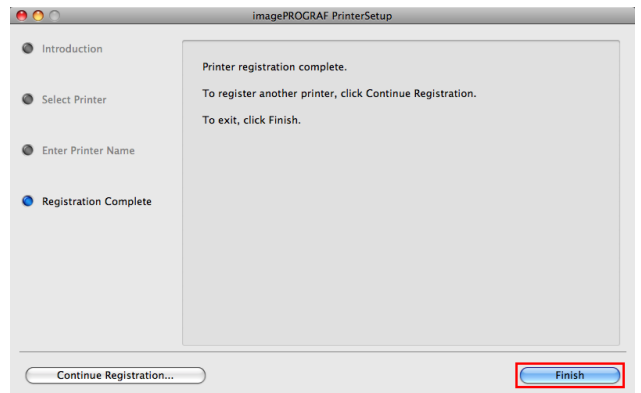 imagePROGRAF PrinterSetup
Introduction
Select Printer
Enter Printer Name
Registration Complete
Printer registration complete.
To register another printer, click Continue Registration.
To exit, click Finish.
Continue Registration...
Finish